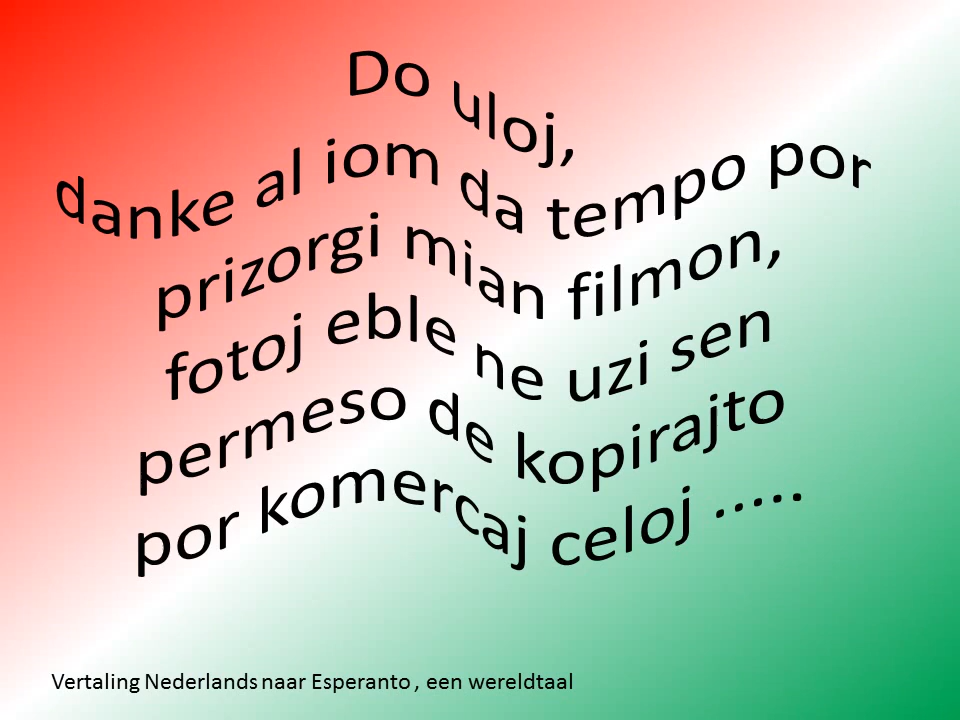 Do uloj,
danke al iom da tempo por
prizorgi mian filmon,
fotoj eble ne uzi sen
permeso de kopirajto
por komercaj celoj .....
Vertaling Nederlands naar Esperanto , een wereldtaal